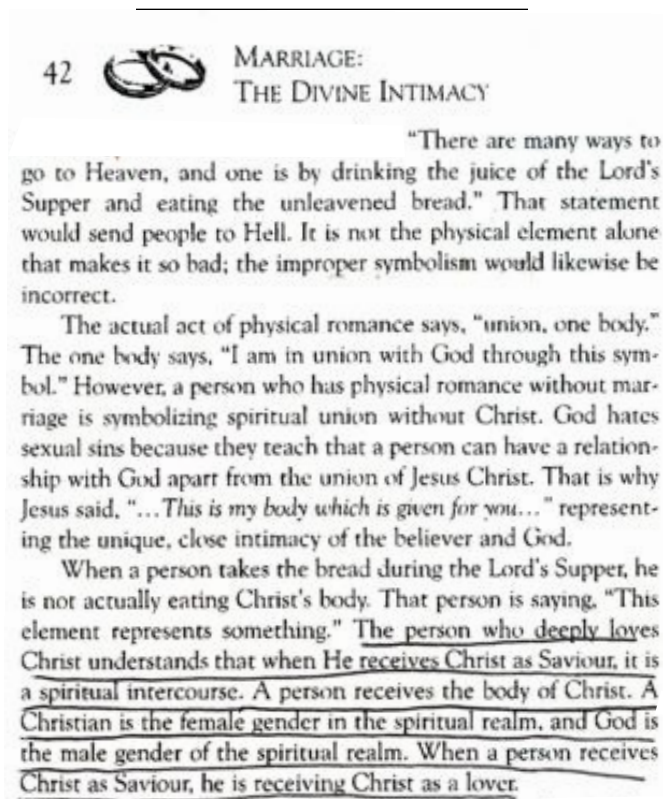 42
MARRIAGE:
THE DIVINE INTIMACY
"There are many ways to
go to Heaven, and one is by drinking the juice of the Lord's
Supper and eating the unleavened bread." That statement
would send people to Hell. It is not the physical element alone
that makes it so bad; the improper symbolism would likewise be
incorrect.
The actual act of physical romance says, "union, one body."
The one body says, "I am in union with God through this sym-
bol." However, a person who has physical romance without mar-
riage is symbolizing spiritual union without Christ. God hates
sexual sins because they teach that a person can have a relation-
ship with God apart from the union of Jesus Christ. That is why
Jesus said, "...This is my body which is given for you..." represent-
ing the unique, close intimacy of the believer and God.
When a person takes the bread during the Lord's Supper, he
is not actually eating Christ's body. That person is saying, "This
element represents something." The person who deeply loves
Christ understands that when He receives Christ as Saviour, it is
a spiritual intercourse. A person receives the body of Christ. A
Christian is the female gender in the spiritual realm, and God is
the male gender of the spiritual realm. When a person receives
Christ as Saviour, he is receiving Christ as a lover.